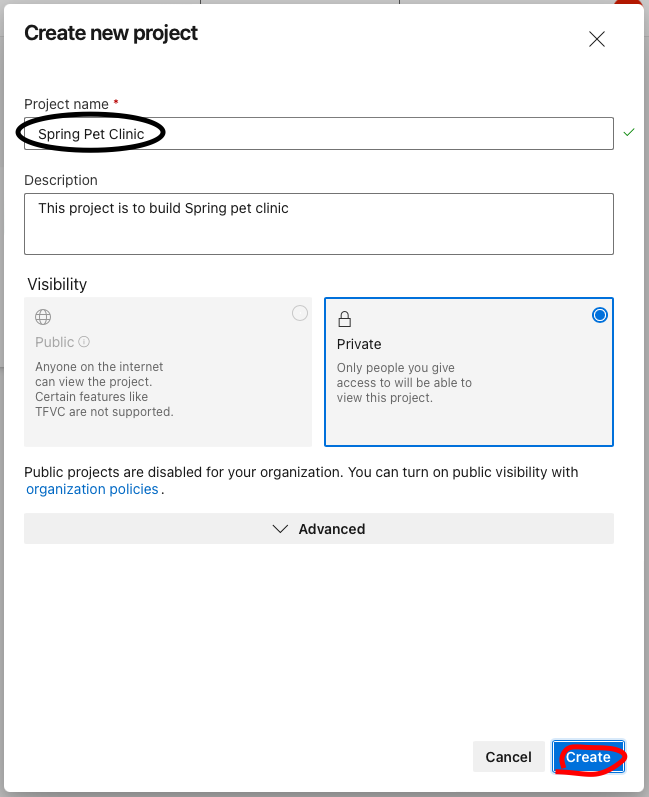 Create new project
Project name *
Spring Pet Clinic
Description
This project is to build Spring pet clinic
Visibility
Public
Anyone on the internet
can view the project.
Certain features like
TFVC are not supported.
Private
Only people you give
access to will be able to
view this project.
Public projects are disabled for your organization. You can turn on public visibility with
organization policies.
Advanced
Cancel
Create